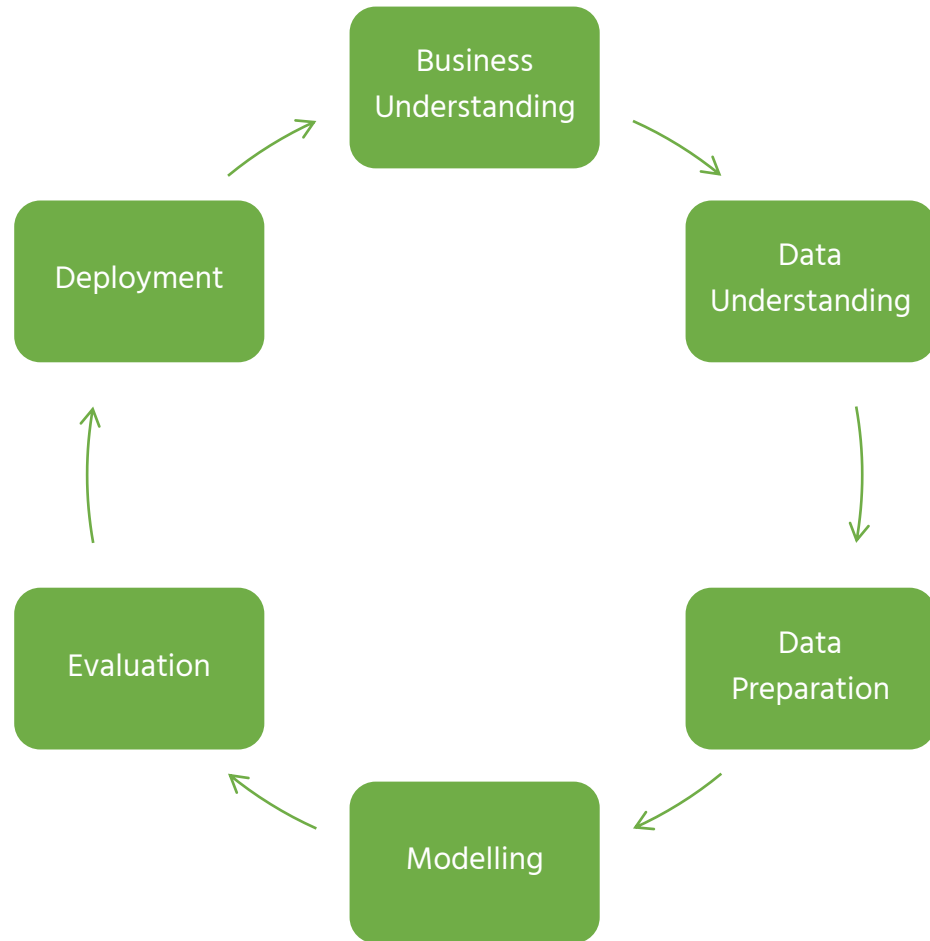 Business
Understanding
Data
Understanding
Data
Preparation
Modelling
Evaluation
Deployment